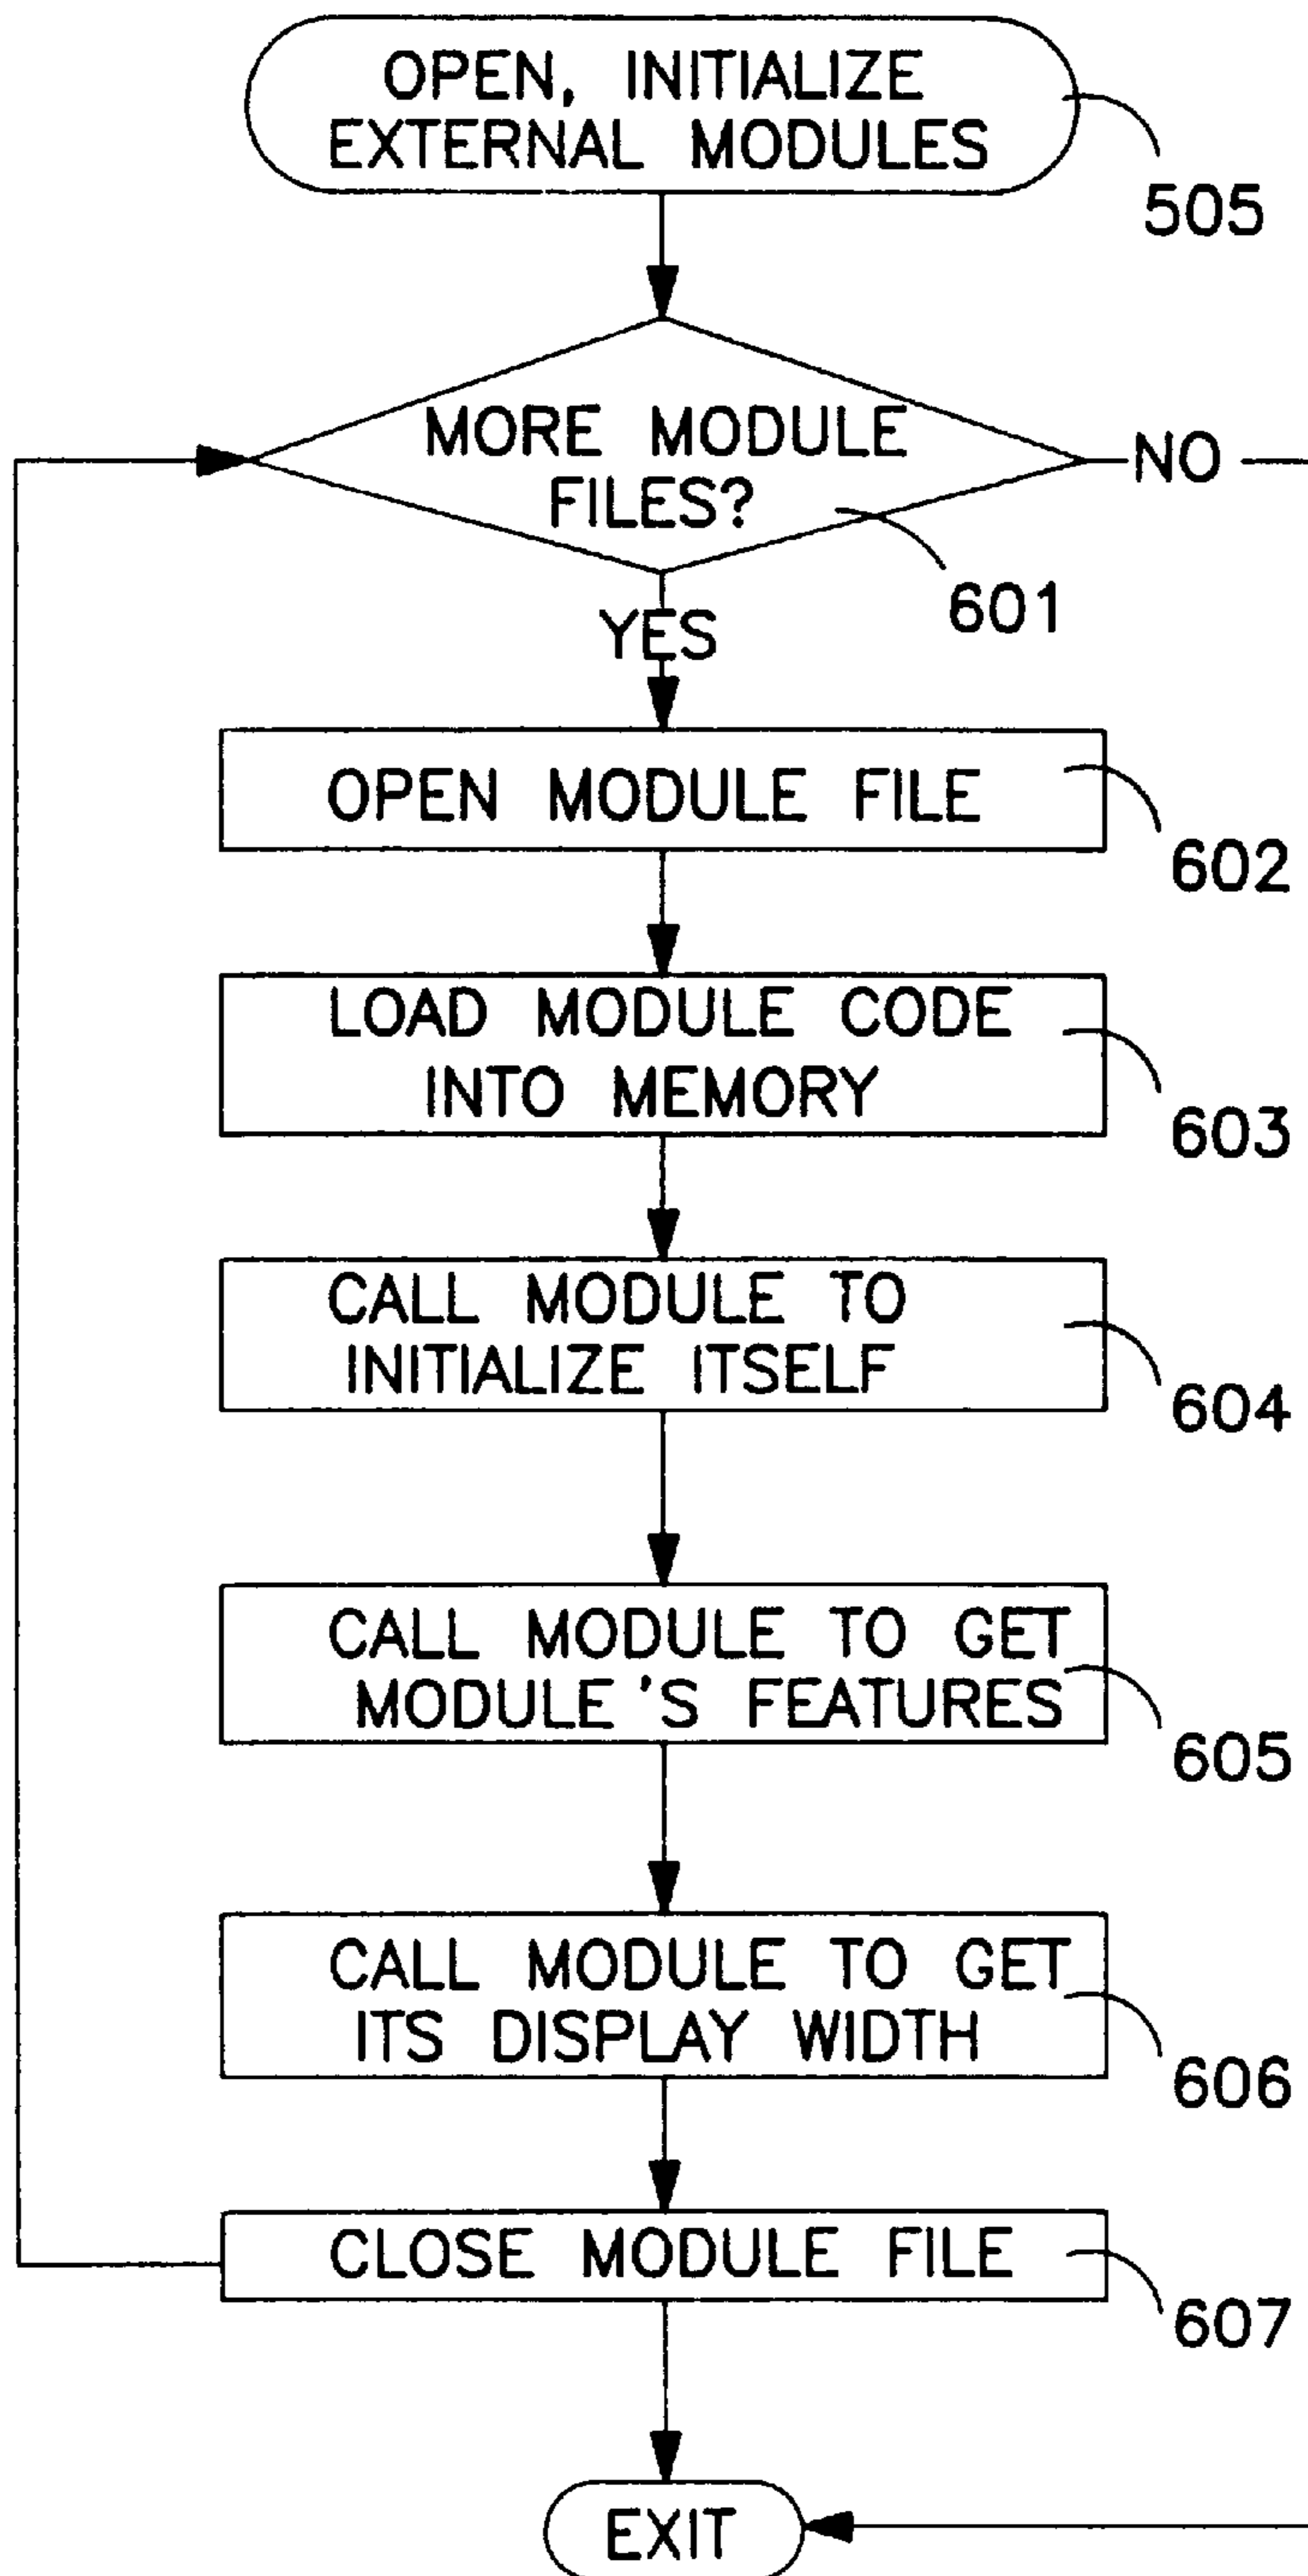 OPEN, INITIALIZE
EXTERNAL MODULES
505
MORE MODULE
FILES?
NO
601
YES
OPEN MODULE FILE
602
LOAD MODULE CODE
INTO MEMORY
603
CALL MODULE TO
INITIALIZE ITSELF
604
CALL MODULE TO GET
MODULE'S FEATURES
605
CALL MODULE TO GET
ITS DISPLAY WIDTH
606
CLOSE MODULE FILE
607
EXIT